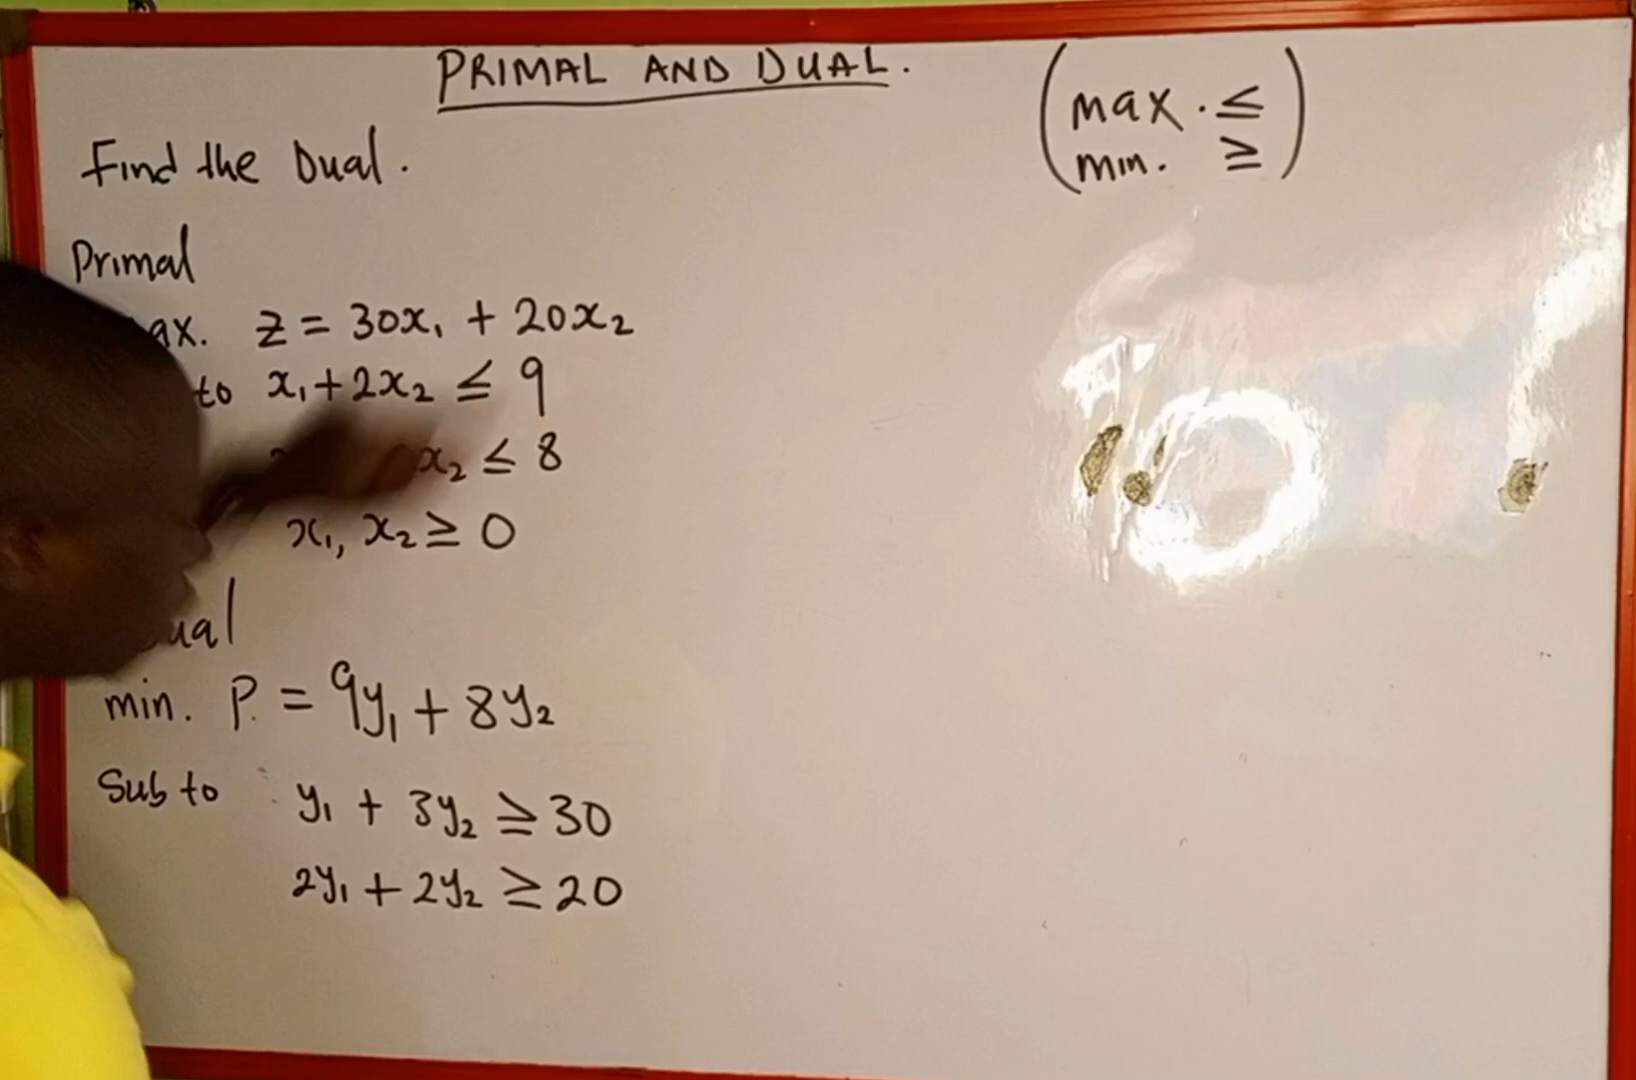 PRIMAL AND DUAL.
(max. ≤
min. ≥)
Find the Dual.
Primal
ax. z = 30x₁ + 20x₂
to x₁ + 2x₂ ≤ 9
x₂ ≤ 8
x₁, x₂ ≥ 0
ual
min. P. = 9y₁ + 8y₂
Sub to y₁ + 3y₂ ≥ 30
2y₁ + 2y₂ ≥ 20